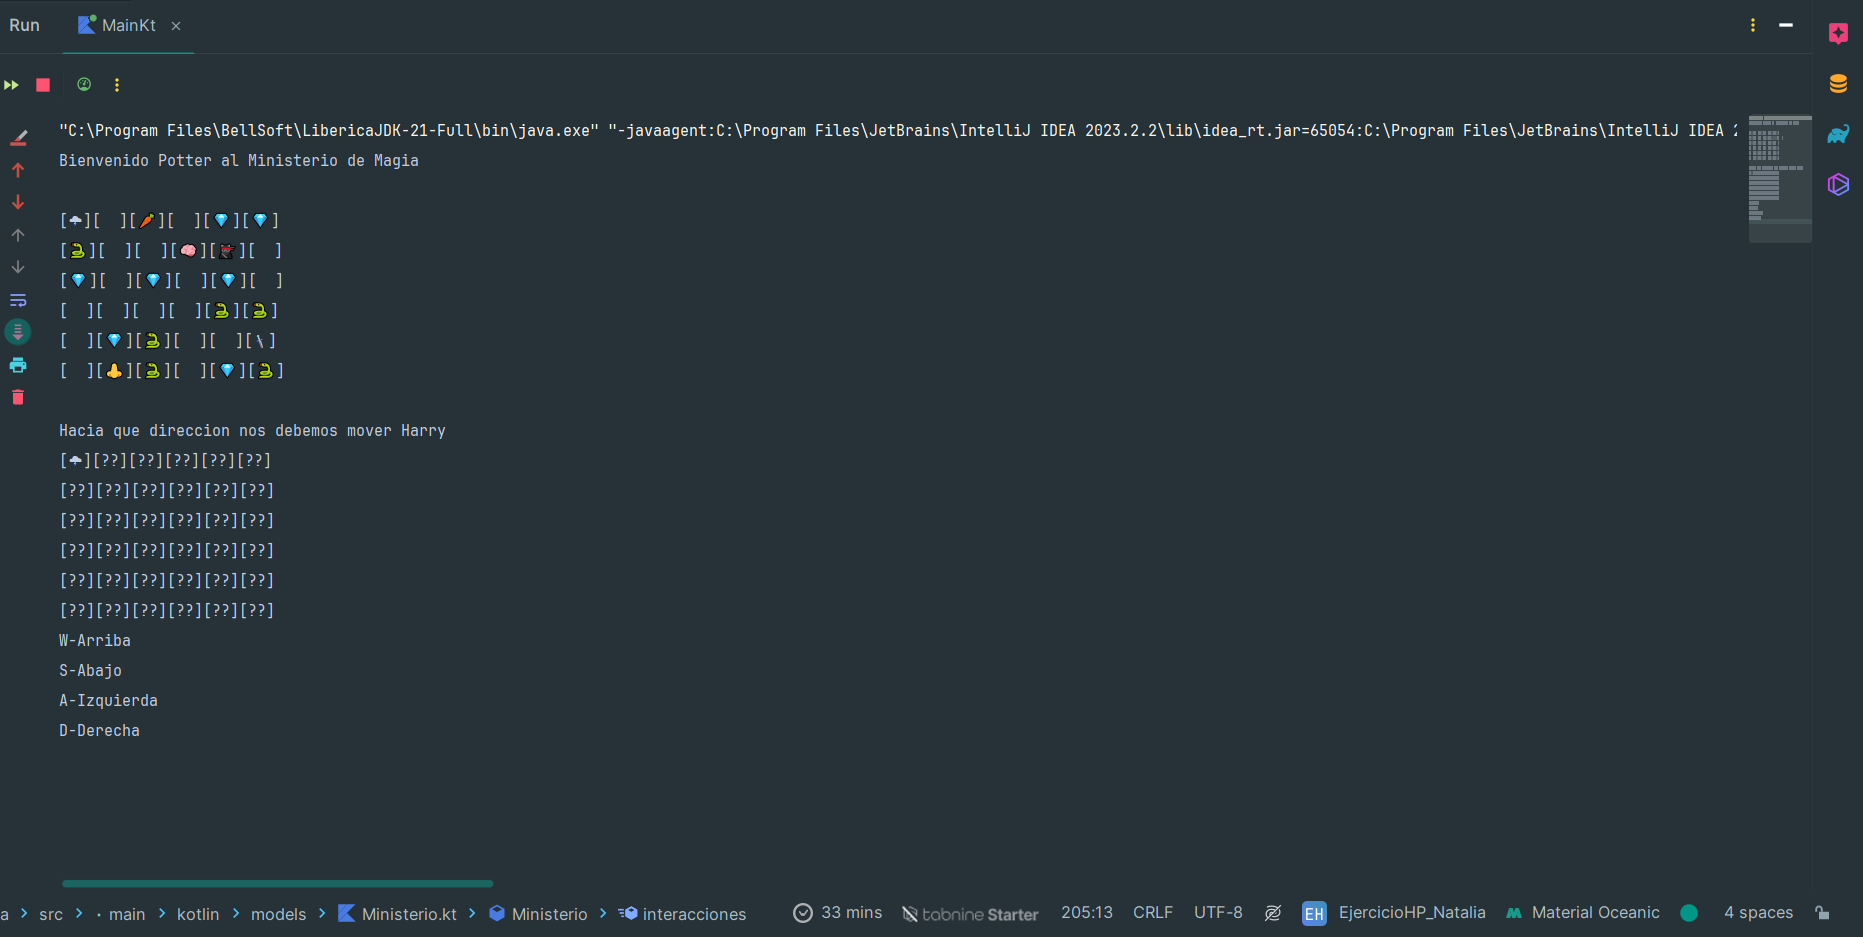 Run MainKt
"C:\Program Files\BellSoft\LibericaJDK-21-Full\bin\java.exe" "-javaagent:C:\Program Files\JetBrains\IntelliJ IDEA 2023.2.2\lib\idea_rt.jar=65054:C:\Program Files\JetBrains\IntelliJ IDEA 2
Bienvenido Potter al Ministerio de Magia
[🌩][  ][🥕][  ][💎][💎]
[🐍][  ][  ][🧠][🐈‍⬛][  ]
[💎][  ][💎][  ][💎][  ]
[  ][  ][  ][  ][🐍][🐍]
[  ][💎][🐍][  ][  ][\]
[  ][👃][🐍][  ][💎][🐍]
Hacia que direccion nos debemos mover Harry
[🌩][??][??][??][??][??]
[??][??][??][??][??][??]
[??][??][??][??][??][??]
[??][??][??][??][??][??]
[??][??][??][??][??][??]
[??][??][??][??][??][??]
W-Arriba
S-Abajo
A-Izquierda
D-Derecha
a > src > main > kotlin > models > Ministerio.kt > Ministerio > interacciones 33 mins tabnine Starter 205:13 CRLF UTF-8 EH EjercicioHP_Natalia Material Oceanic 4 spaces